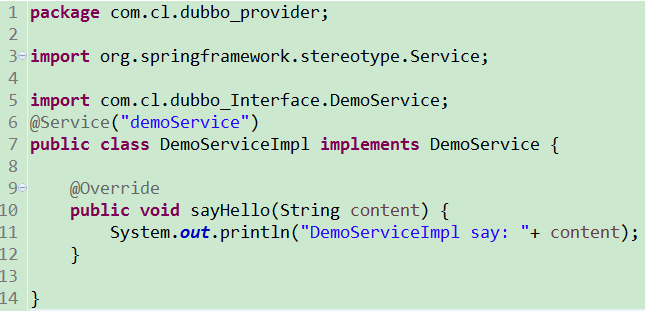 1 package com.cl.dubbo_provider;
2
3 import org.springframework.stereotype.Service;
4
5 import com.cl.dubbo_Interface.DemoService;
6 @Service("demoService")
7 public class DemoServiceImpl implements DemoService {
8
9     @Override
10     public void sayHello(String content) {
11         System.out.println("DemoServiceImpl say: "+ content);
12     }
13
14 }